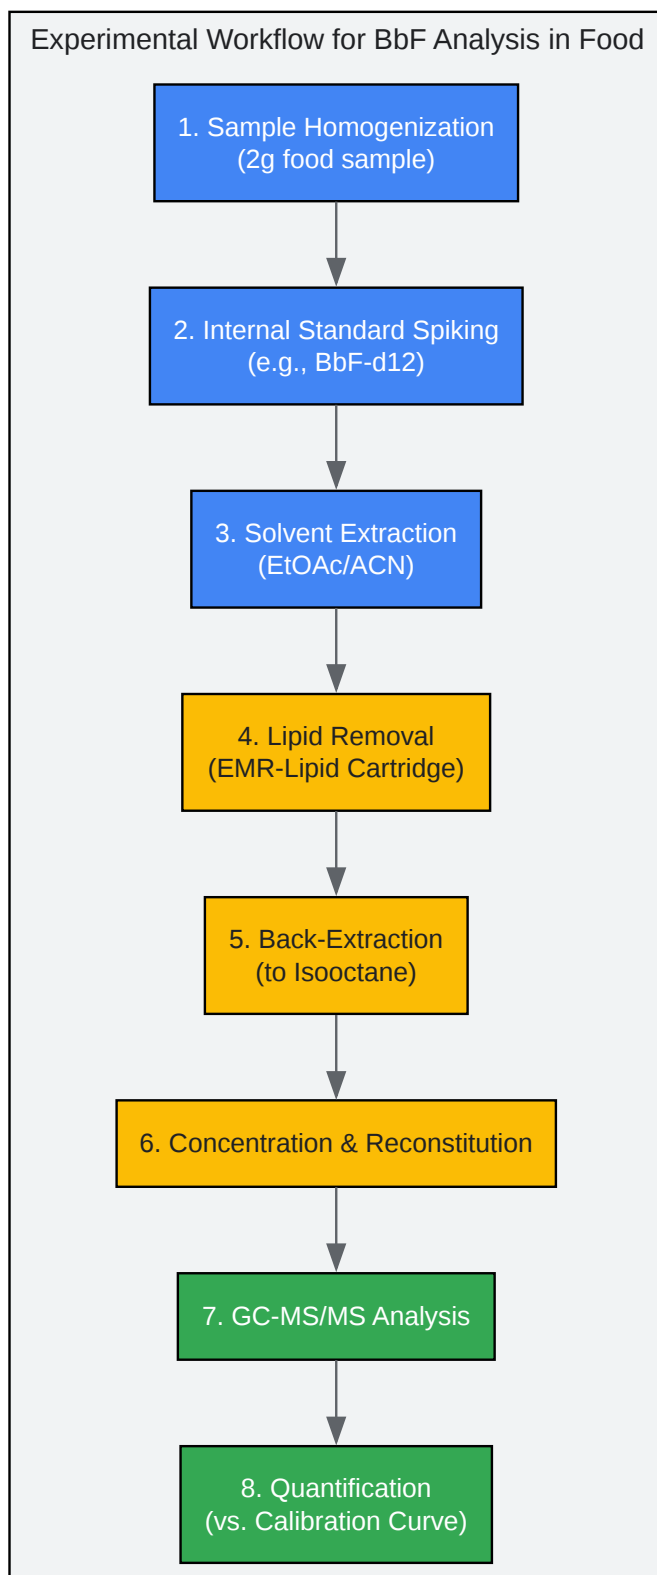 Experimental Workflow for BbF Analysis in Food
1. Sample Homogenization
(2g food sample)
2. Internal Standard Spiking
(e.g., BbF-d12)
3. Solvent Extraction
(EtOAc/ACN)
4. Lipid Removal
(EMR-Lipid Cartridge)
5. Back-Extraction
(to Isooctane)
6. Concentration & Reconstitution
7. GC-MS/MS Analysis
8. Quantification
(vs. Calibration Curve)